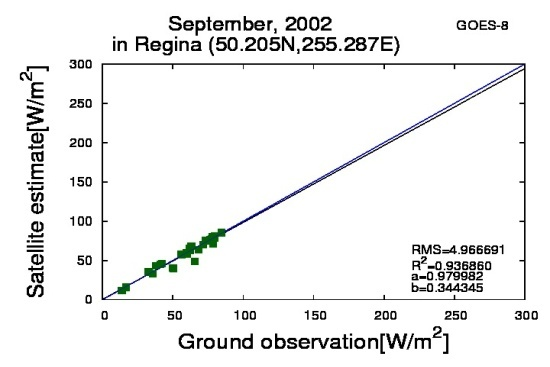 September, 2002
GOES-8
in Regina (50.205N,255.287E)
Satellite estimate[W/m²]
300
250
200
150
100
50
0
RMS=4.966691
R²=0.936860
a=0.979982
b=0.344345
0 50 100 150 200 250 300
Ground observation[W/m²]